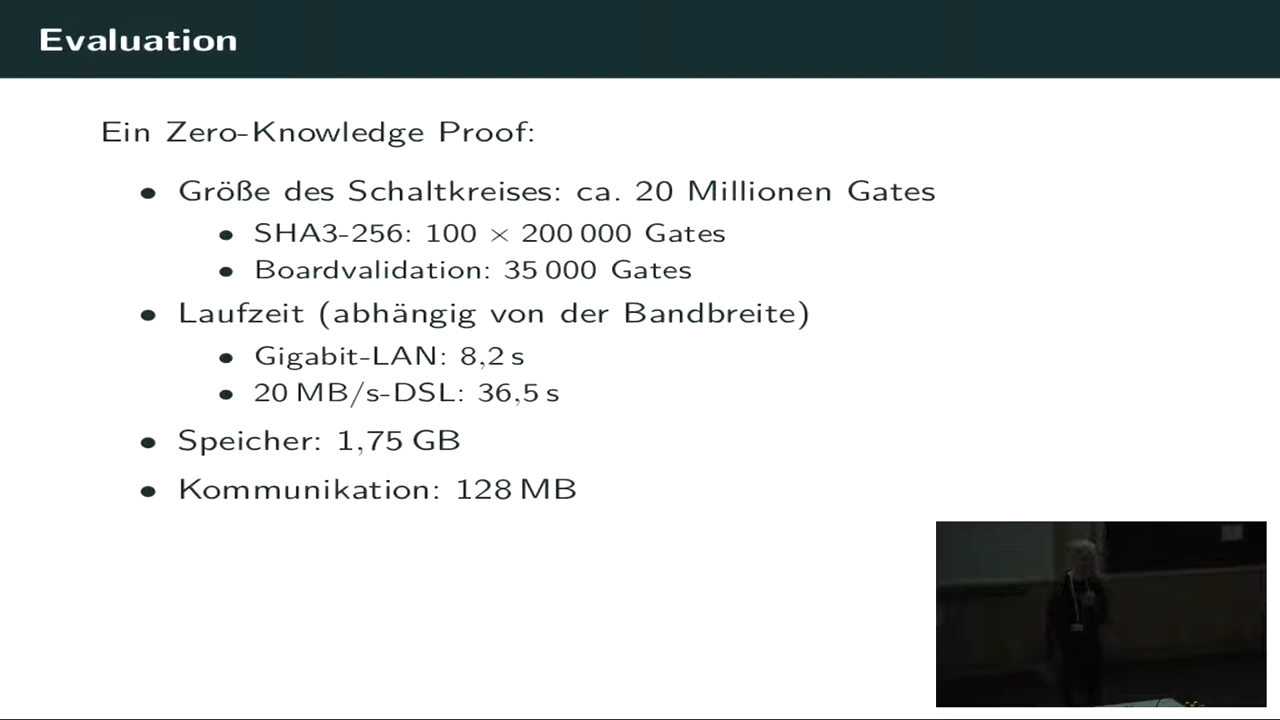 Evaluation
Ein Zero-Knowledge Proof:
• Größe des Schaltkreises: ca. 20 Millionen Gates
• SHA3-256: 100 × 200 000 Gates
• Boardvalidation: 35 000 Gates
• Laufzeit (abhängig von der Bandbreite)
• Gigabit-LAN: 8,2 s
• 20 MB/s-DSL: 36,5 s
• Speicher: 1,75 GB
• Kommunikation: 128 MB